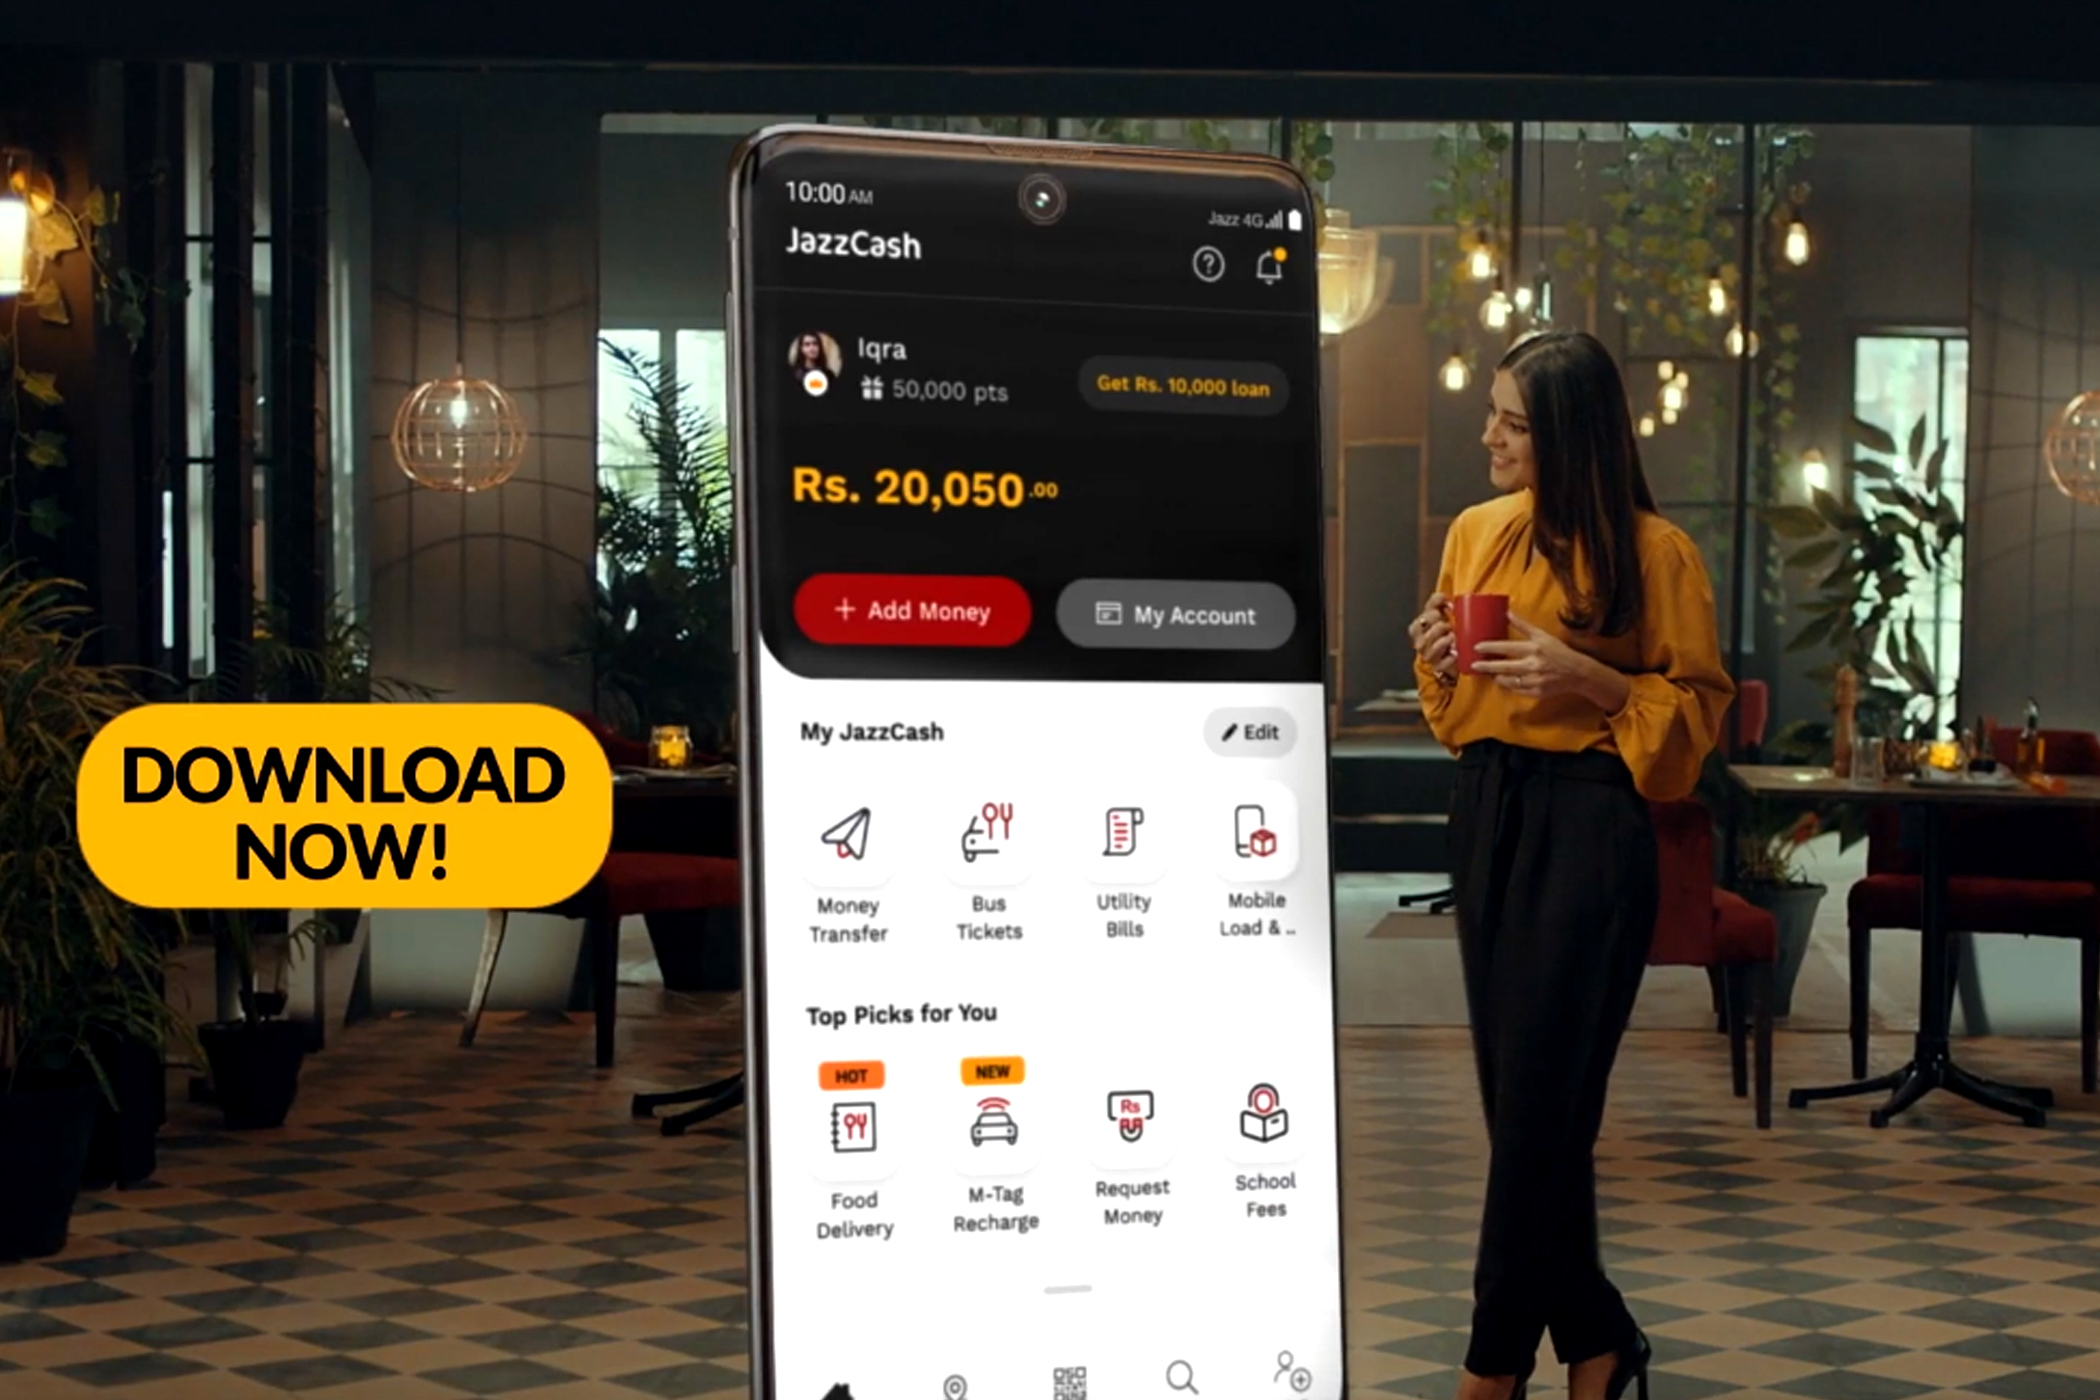 10:00 AM
Jazz 4G
JazzCash
Iqra
50,000 pts
Get Rs. 10,000 loan
Rs. 20,050.00
+ Add Money
My Account
DOWNLOAD
NOW!
My JazzCash
Edit
Money
Transfer
Bus
Tickets
Utility
Bills
Mobile
Load & ..
Top Picks for You
HOT
NEW
Rs
Food
Delivery
M-Tag
Recharge
Request
Money
School
Fees